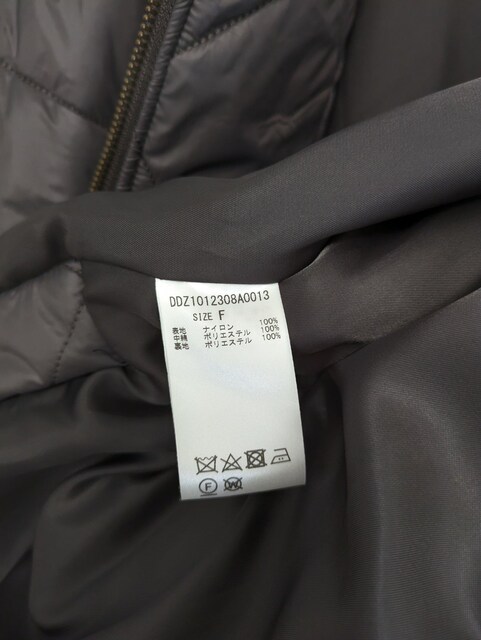 DDZ1012308A0013
SIZE F
表地 ナイロン 100%
中綿 ポリエステル 100%
裏地 ポリエステル 100%
F W